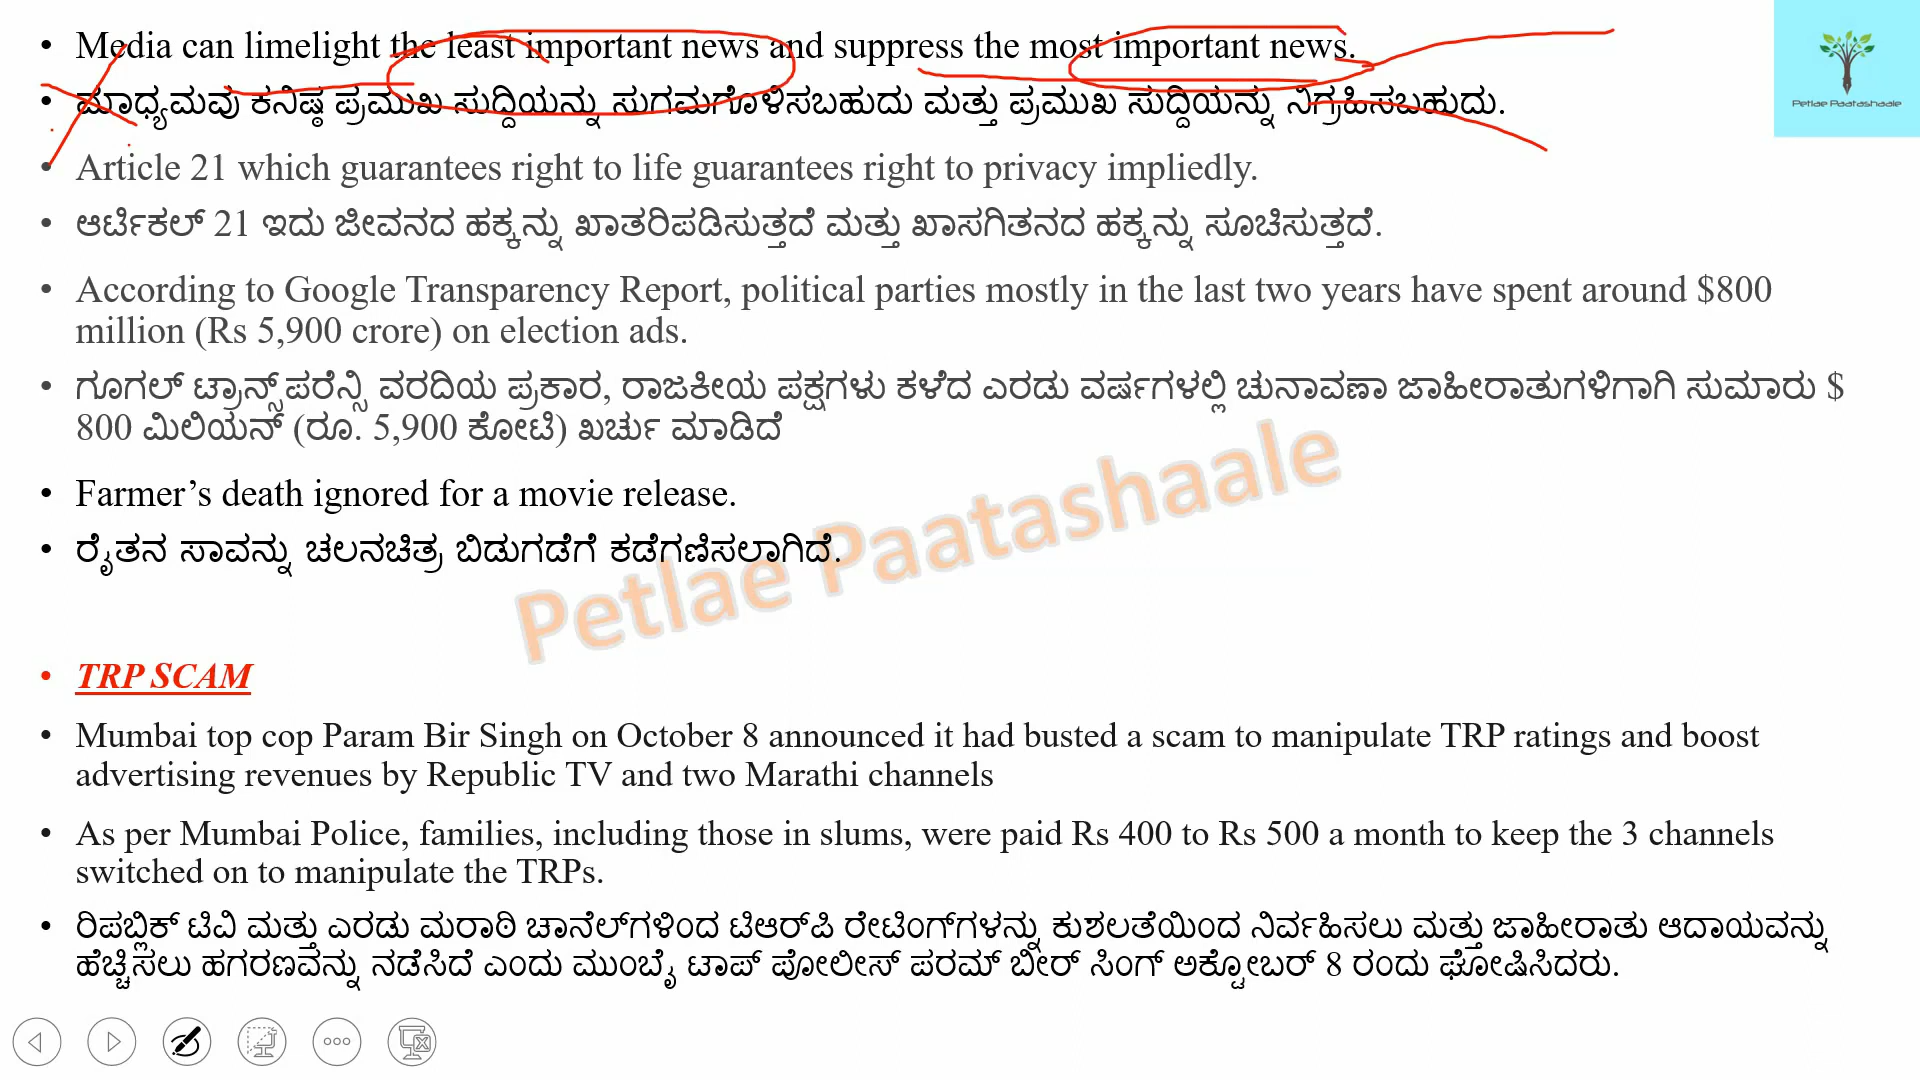 • Media can limelight the least important news and suppress the most important news.
• ಮಾಧ್ಯಮವು ಕನಿಷ್ಠ ಪ್ರಮುಖ ಸುದ್ದಿಯನ್ನು ಸುಗಮಗೊಳಿಸಬಹುದು ಮತ್ತು ಪ್ರಮುಖ ಸುದ್ದಿಯನ್ನು ನಿಗ್ರಹಿಸಬಹುದು.
• Article 21 which guarantees right to life guarantees right to privacy impliedly.
• ಆರ್ಟಿಕಲ್ 21 ಇದು ಜೀವನದ ಹಕ್ಕನ್ನು ಖಾತರಿಪಡಿಸುತ್ತದೆ ಮತ್ತು ಖಾಸಗಿತನದ ಹಕ್ಕನ್ನು ಸೂಚಿಸುತ್ತದೆ.
• According to Google Transparency Report, political parties mostly in the last two years have spent around $800
million (Rs 5,900 crore) on election ads.
• ಗೂಗಲ್ ಟ್ರಾನ್ಸ್‌ಪರೆನ್ಸಿ ವರದಿಯ ಪ್ರಕಾರ, ರಾಜಕೀಯ ಪಕ್ಷಗಳು ಕಳೆದ ಎರಡು ವರ್ಷಗಳಲ್ಲಿ ಚುನಾವಣಾ ಜಾಹೀರಾತುಗಳಿಗಾಗಿ ಸುಮಾರು $
800 ಮಿಲಿಯನ್ (ರೂ. 5,900 ಕೋಟಿ) ಖರ್ಚು ಮಾಡಿದೆ
• Farmer’s death ignored for a movie release.
• ರೈತನ ಸಾವನ್ನು ಚಲನಚಿತ್ರ ಬಿಡುಗಡೆಗೆ ಕಡೆಗಣಿಸಲಾಗಿದೆ.
• TRP SCAM
• Mumbai top cop Param Bir Singh on October 8 announced it had busted a scam to manipulate TRP ratings and boost
advertising revenues by Republic TV and two Marathi channels
• As per Mumbai Police, families, including those in slums, were paid Rs 400 to Rs 500 a month to keep the 3 channels
switched on to manipulate the TRPs.
• ರಿಪಬ್ಲಿಕ್ ಟಿವಿ ಮತ್ತು ಎರಡು ಮರಾಠಿ ಚಾನೆಲ್‌ಗಳಿಂದ ಟಿಆರ್‌ಪಿ ರೇಟಿಂಗ್‌ಗಳನ್ನು ಕುಶಲತೆಯಿಂದ ನಿರ್ವಹಿಸಲು ಮತ್ತು ಜಾಹೀರಾತು ಆದಾಯವನ್ನು
ಹೆಚ್ಚಿಸಲು ಹಗರಣವನ್ನು ನಡೆಸಿದೆ ಎಂದು ಮುಂಬೈ ಟಾಪ್ ಪೋಲೀಸ್ ಪರಮ್ ಬೀರ್ ಸಿಂಗ್ ಅಕ್ಟೋಬರ್ 8 ರಂದು ಘೋಷಿಸಿದರು.
Petlae Paatashaale
Petlae Paatashaale